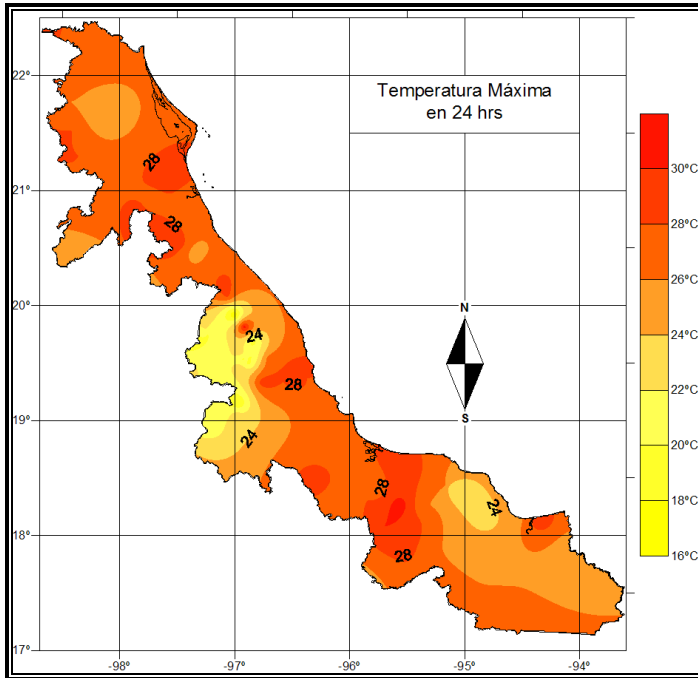 Temperatura Máxima
en 24 hrs
22°
21°
20°
19°
18°
17°
-98°
-97°
-96°
-95°
-94°
30°C
28°C
26°C
24°C
22°C
20°C
18°C
16°C
N
S
28
28
24
28
24
28
24
28